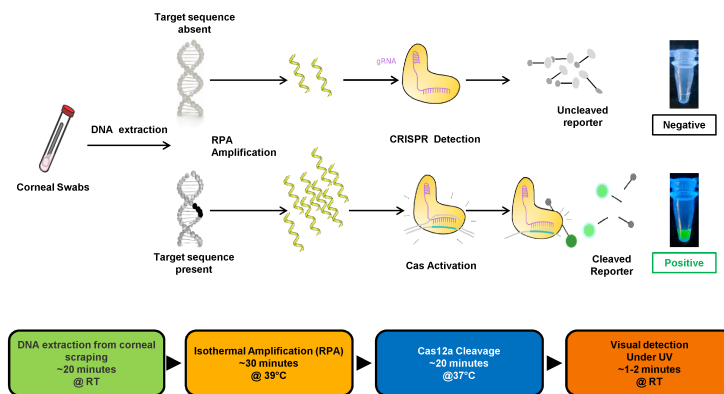 Target sequence
absent
gRNA
DNA extraction
RPA
Amplification
CRISPR Detection
Uncleaved
reporter
Negative
Corneal Swabs
Target sequence
present
Cas Activation
Cleaved
Reporter
Positive
DNA extraction from corneal
scraping
~20 minutes
@ RT
Isothermal Amplification (RPA)
~30 minutes
@ 39°C
Cas12a Cleavage
~20 minutes
@37°C
Visual detection
Under UV
~1-2 minutes
@ RT